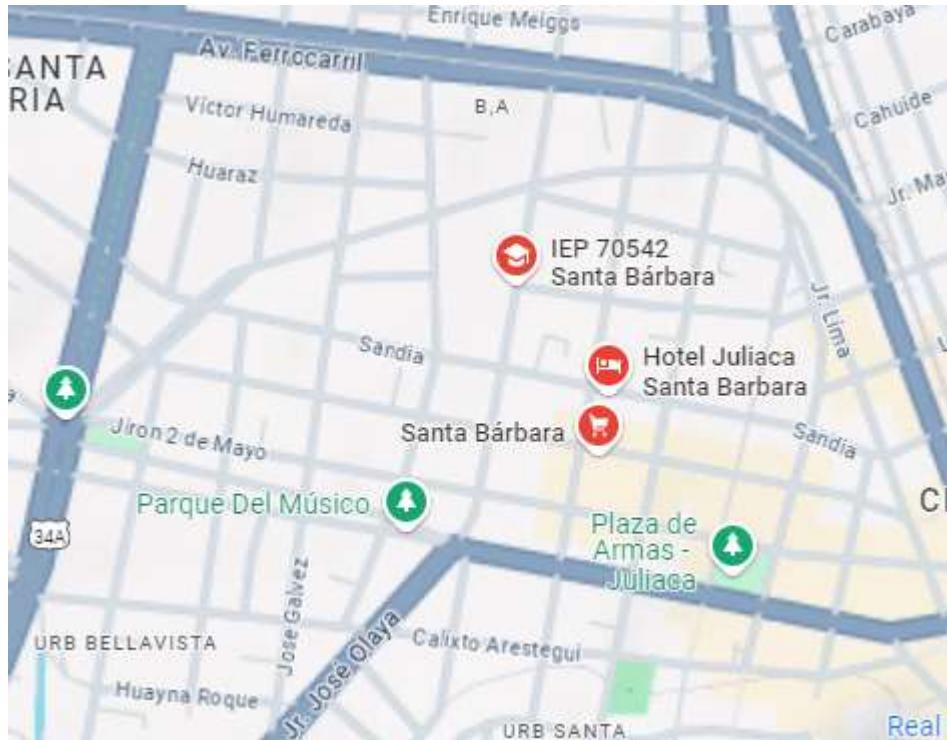 Enrique Meiggs
Carabaya
Av. Ferrocarril
SANTA
RIA
Víctor Humareda
B,A
Cahuide
Huaraz
Jr. Ma
IEP 70542
Santa Bárbara
Jr. Lima
Sandia
Hotel Juliaca
Santa Barbara
Santa Bárbara
Sandia
Jiron 2 de Mayo
Parque Del Músico
Plaza de
Armas -
Juliaca
34A
Jose Galvez
Jr. José Olaya
Calixto Arestegui
URB BELLAVISTA
Huayna Roque
URB SANTA
Real